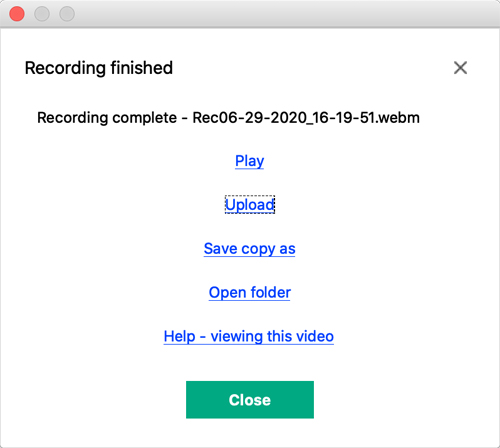 Recording finished
Recording complete - Rec06-29-2020_16-19-51.webm
Play
Upload
Save copy as
Open folder
Help - viewing this video
Close